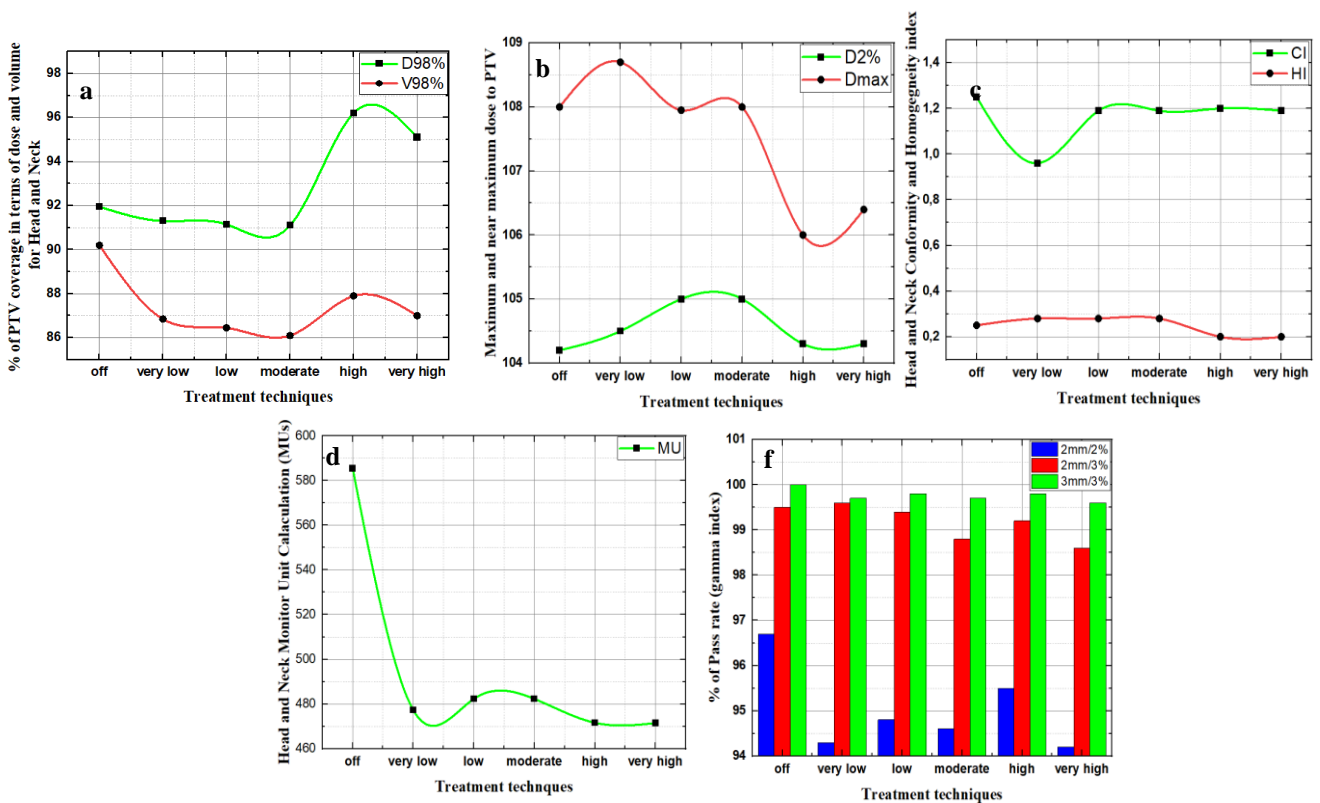 a
D98%
V98%
98
96
94
92
90
88
86
% of PTV coverage in terms of dose and volume
for Head and Neck
off very low low moderate high very high
Treatment techniques
b
D2%
Dmax
109
108
107
106
105
104
Maximum and near maximum dose to PTV
off very low low moderate high very high
Treatment techniques
c
CI
HI
1,4
1,2
1,0
0,8
0,6
0,4
0,2
Head and Neck Conformity and Homogegneity index
off very low low moderate high very high
Treatment techniques
d
MU
600
580
560
540
520
500
480
460
Head and Neck Monitor Unit Calaculation (MUs)
off very low low moderate high very high
Treatment techniques
f
2mm/2%
2mm/3%
3mm/3%
101
100
99
98
97
96
95
94
% of Pass rate (gamma index)
off very low low moderate high very high
Treatment techniques